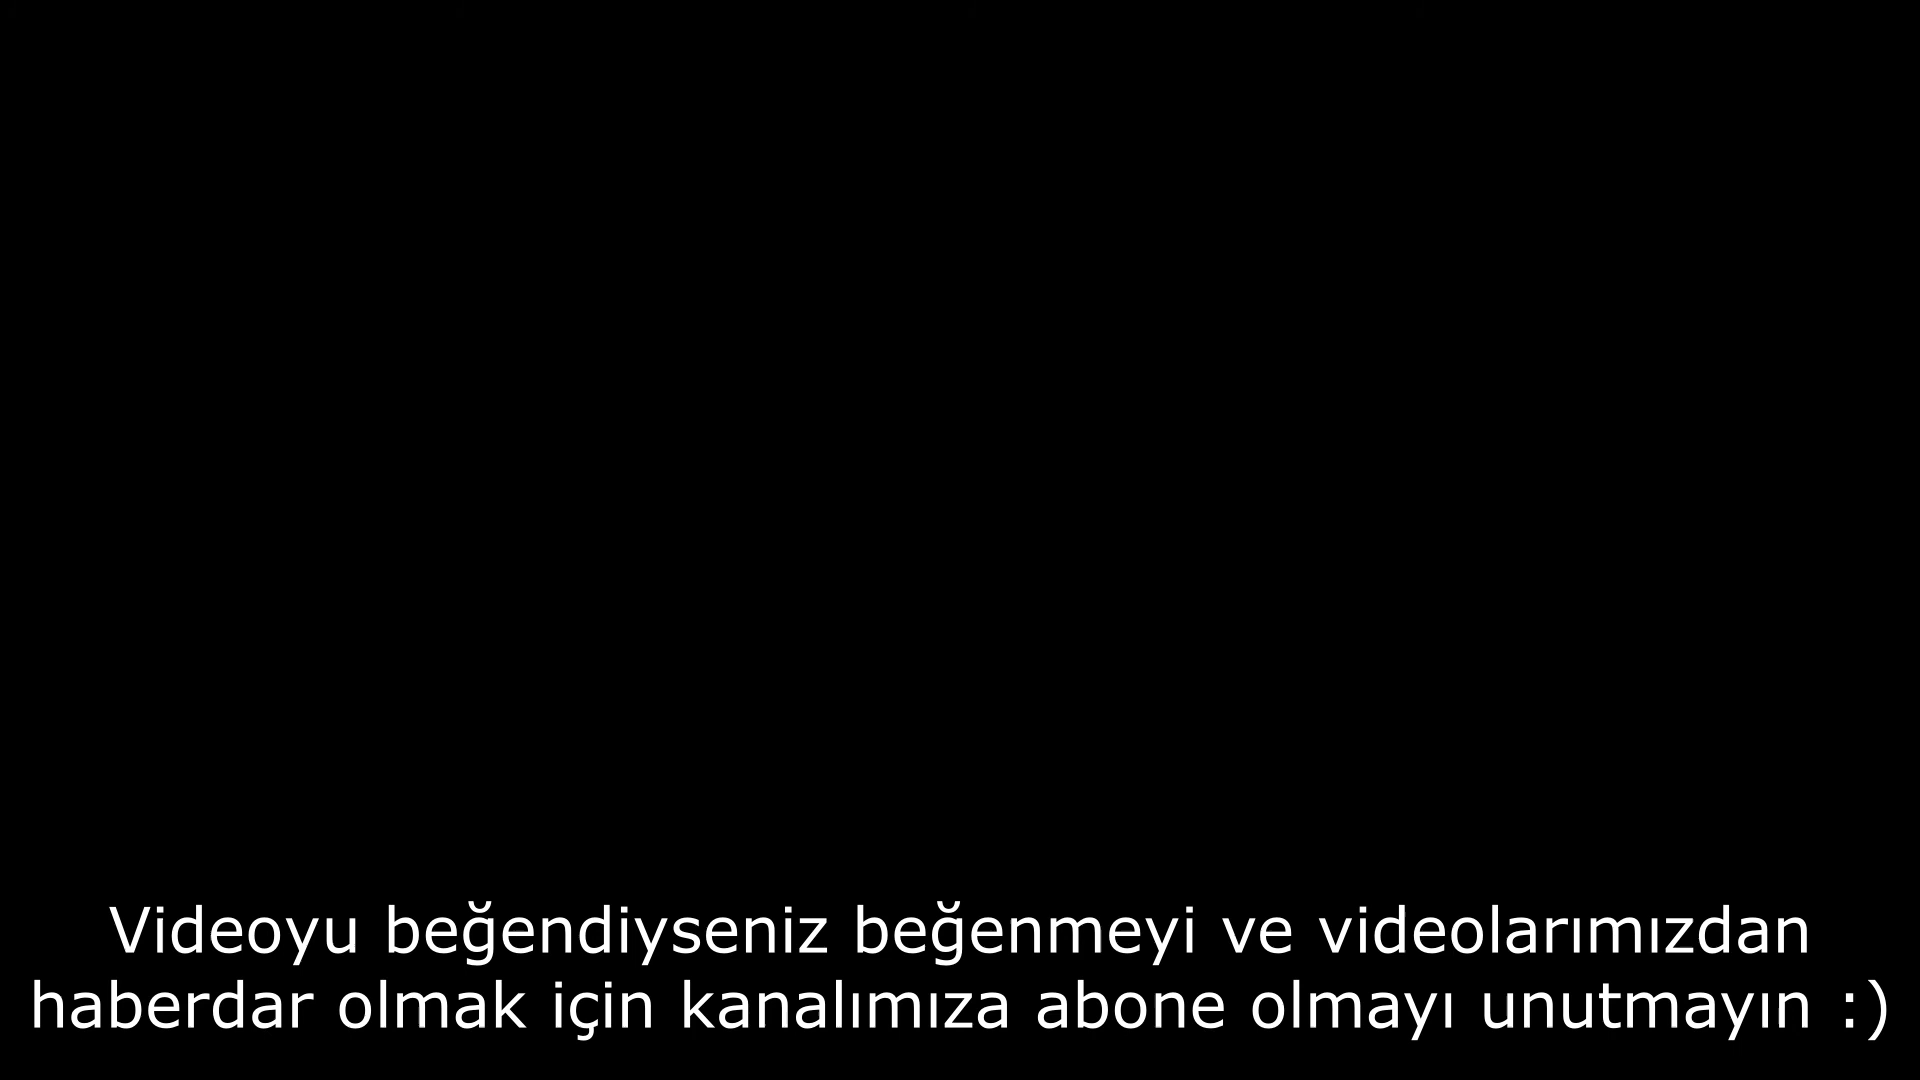 Videoyu beğendiyseniz beğenmeyi ve videolarımızdan
haberdar olmak için kanalımıza abone olmayı unutmayın :)